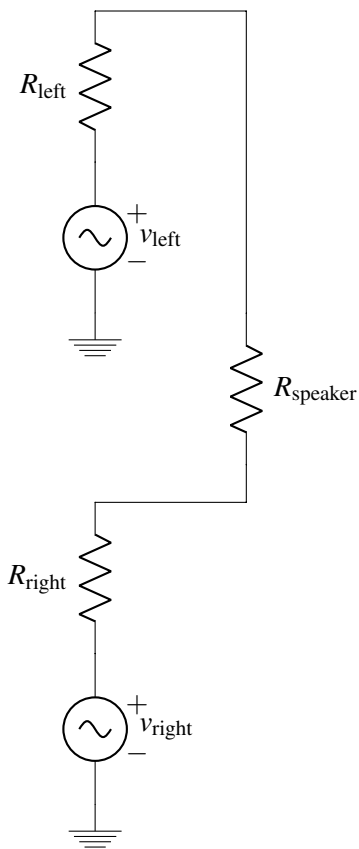 R_left
+
v_left
−
R_speaker
R_right
+
v_right
−